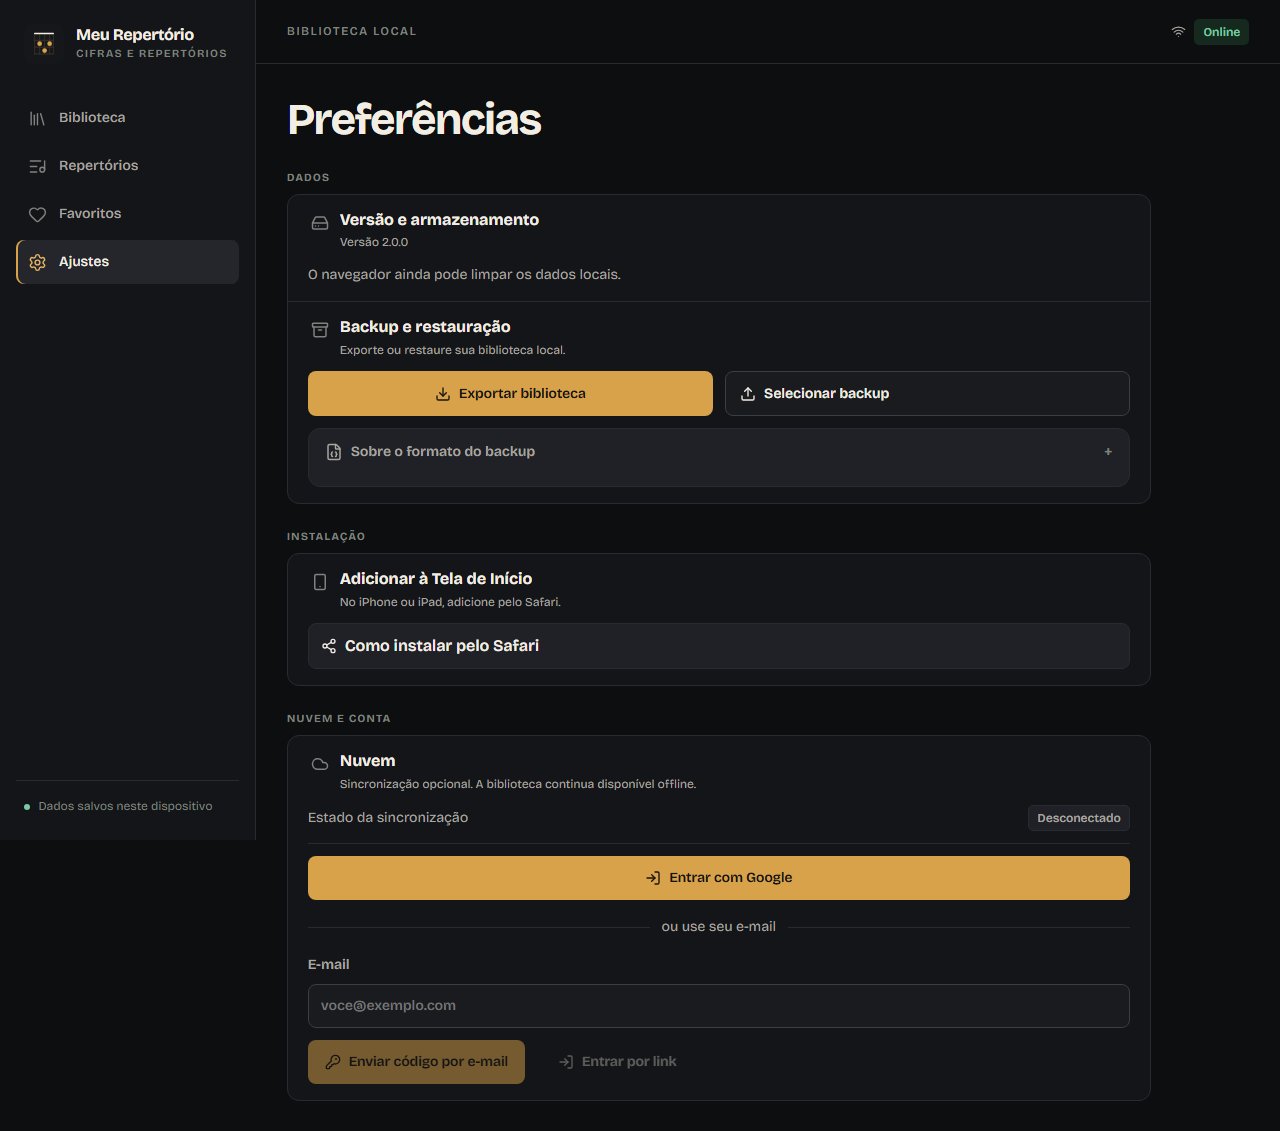 Meu Repertório
CIFRAS E REPERTÓRIOS
Biblioteca
Repertórios
Favoritos
Ajustes
Dados salvos neste dispositivo
BIBLIOTECA LOCAL
Online
Preferências
DADOS
Versão e armazenamento
Versão 2.0.0
O navegador ainda pode limpar os dados locais.
Backup e restauração
Exporte ou restaure sua biblioteca local.
Exportar biblioteca
Selecionar backup
Sobre o formato do backup +
INSTALAÇÃO
Adicionar à Tela de Início
No iPhone ou iPad, adicione pelo Safari.
Como instalar pelo Safari
NUVEM E CONTA
Nuvem
Sincronização opcional. A biblioteca continua disponível offline.
Estado da sincronização
Desconectado
Entrar com Google
ou use seu e-mail
E-mail
voce@exemplo.com
Enviar código por e-mail
Entrar por link